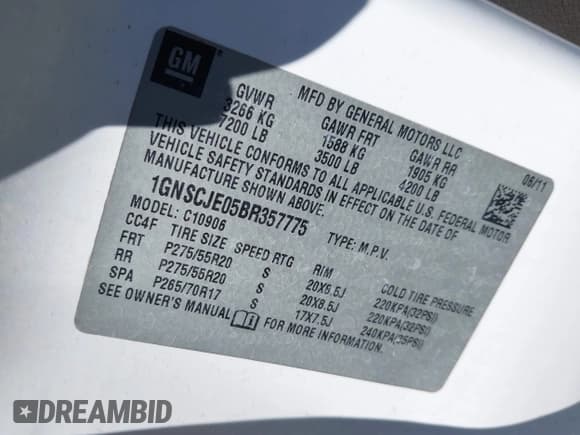 GM
MFD BY GENERAL MOTORS LLC
GVWR GAWR FRT GAWR RR 06/11
3266 KG 1588 KG 1905 KG
7200 LB 3500 LB 4200 LB
THIS VEHICLE CONFORMS TO ALL APPLICABLE U.S. FEDERAL MOTOR
VEHICLE SAFETY STANDARDS IN EFFECT ON THE DATE OF
MANUFACTURE SHOWN ABOVE.
1GNSCJE05BR357775 TYPE: M.P.V.
MODEL: C10906
CC4F TIRE SIZE SPEED RTG RIM COLD TIRE PRESSURE
FRT P275/55R20 S 20X8.5J 220KPA(32PSI)
RR P275/55R20 S 20X8.5J 220KPA(32PSI)
SPA P265/70R17 S 17X7.5J 240KPA(35PSI)
SEE OWNER'S MANUAL FOR MORE INFORMATION.
DREAMBID